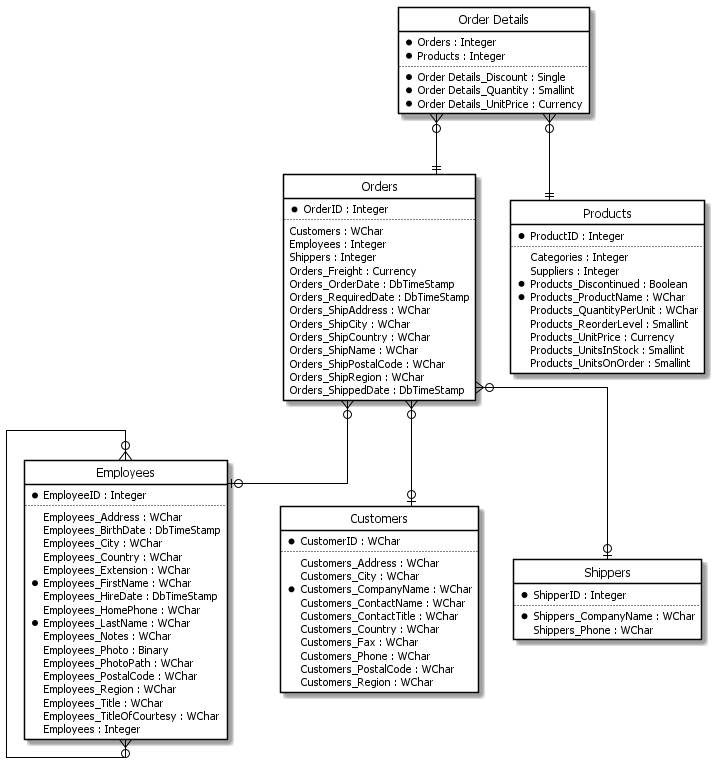 Order Details
Orders : Integer
Products : Integer
Order Details_Discount : Single
Order Details_Quantity : Smallint
Order Details_UnitPrice : Currency
Orders
OrderID : Integer
Customers : WChar
Employees : Integer
Shippers : Integer
Orders_Freight : Currency
Orders_OrderDate : DbTimeStamp
Orders_RequiredDate : DbTimeStamp
Orders_ShipAddress : WChar
Orders_ShipCity : WChar
Orders_ShipCountry : WChar
Orders_ShipName : WChar
Orders_ShipPostalCode : WChar
Orders_ShipRegion : WChar
Orders_ShippedDate : DbTimeStamp
Products
ProductID : Integer
Categories : Integer
Suppliers : Integer
Products_Discontinued : Boolean
Products_ProductName : WChar
Products_QuantityPerUnit : WChar
Products_ReorderLevel : Smallint
Products_UnitPrice : Currency
Products_UnitsInStock : Smallint
Products_UnitsOnOrder : Smallint
Employees
EmployeeID : Integer
Employees_Address : WChar
Employees_BirthDate : DbTimeStamp
Employees_City : WChar
Employees_Country : WChar
Employees_Extension : WChar
Employees_FirstName : WChar
Employees_HireDate : DbTimeStamp
Employees_HomePhone : WChar
Employees_LastName : WChar
Employees_Notes : WChar
Employees_Photo : Binary
Employees_PhotoPath : WChar
Employees_PostalCode : WChar
Employees_Region : WChar
Employees_Title : WChar
Employees_TitleOfCourtesy : WChar
Employees : Integer
Customers
CustomerID : WChar
Customers_Address : WChar
Customers_City : WChar
Customers_CompanyName : WChar
Customers_ContactName : WChar
Customers_ContactTitle : WChar
Customers_Country : WChar
Customers_Fax : WChar
Customers_Phone : WChar
Customers_PostalCode : WChar
Customers_Region : WChar
Shippers
ShipperID : Integer
Shippers_CompanyName : WChar
Shippers_Phone : WChar